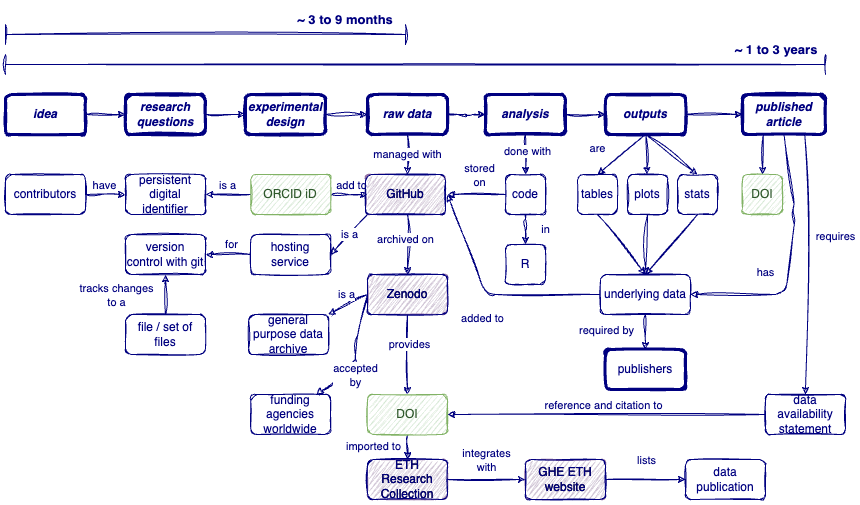 ~ 3 to 9 months
~ 1 to 3 years
idea
research
questions
experimental
design
raw data
analysis
outputs
published
article
managed with
done with
are
contributors
have
persistent
digital
identifier
is a
ORCID iD
add to
GitHub
stored
on
code
tables
plots
stats
DOI
requires
version
control with git
for
hosting
service
is a
archived on
in
R
has
tracks changes
to a
file / set of
files
is a
general
purpose data
archive
Zenodo
added to
underlying data
required by
publishers
provides
accepted
by
funding
agencies
worldwide
DOI
reference and citation to
data
availability
statement
imported to
ETH
Research
Collection
integrates
with
GHE ETH
website
lists
data
publication